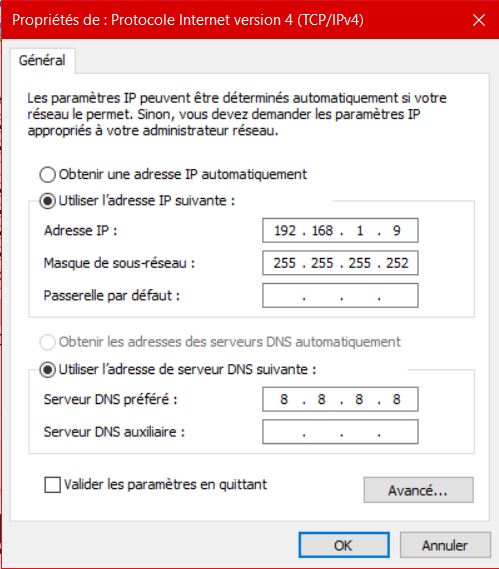 Propriétés de : Protocole Internet version 4 (TCP/IPv4)
Général
Les paramètres IP peuvent être déterminés automatiquement si votre
réseau le permet. Sinon, vous devez demander les paramètres IP
appropriés à votre administrateur réseau.
Obtenir une adresse IP automatiquement
Utiliser l'adresse IP suivante :
Adresse IP : 192 . 168 . 1 . 9
Masque de sous-réseau : 255 . 255 . 255 . 252
Passerelle par défaut : . . .
Obtenir les adresses des serveurs DNS automatiquement
Utiliser l'adresse de serveur DNS suivante :
Serveur DNS préféré : 8 . 8 . 8 . 8
Serveur DNS auxiliaire : . . .
Valider les paramètres en quittant
Avancé...
OK Annuler